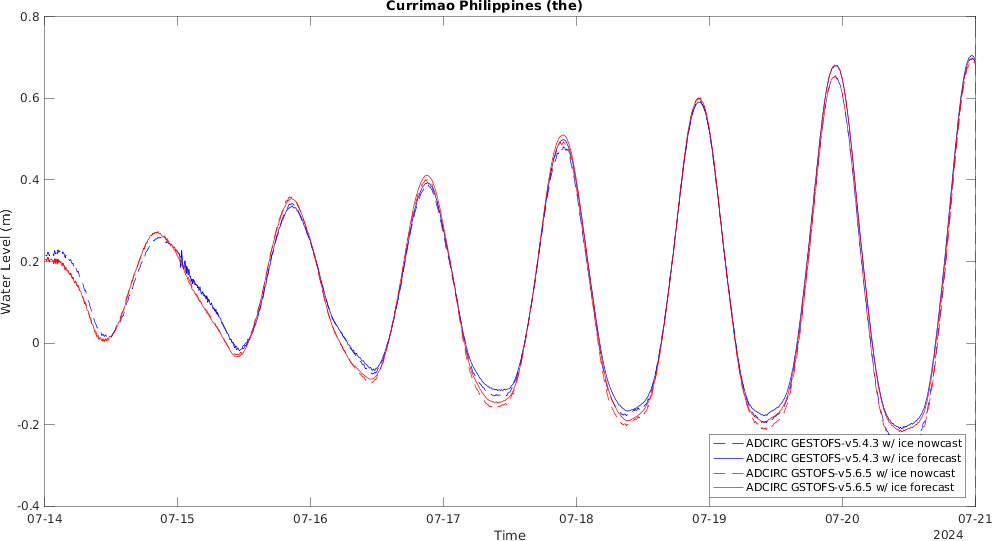 Currimao Philippines (the)
0.8
0.6
0.4
0.2
0
-0.2
-0.4
Water Level (m)
ADCIRC GESTOFS-v5.4.3 w/ ice nowcast
ADCIRC GESTOFS-v5.4.3 w/ ice forecast
ADCIRC GSTOFS-v5.6.5 w/ ice nowcast
ADCIRC GSTOFS-v5.6.5 w/ ice forecast
07-14 07-15 07-16 07-17 07-18 07-19 07-20 07-21
Time
2024